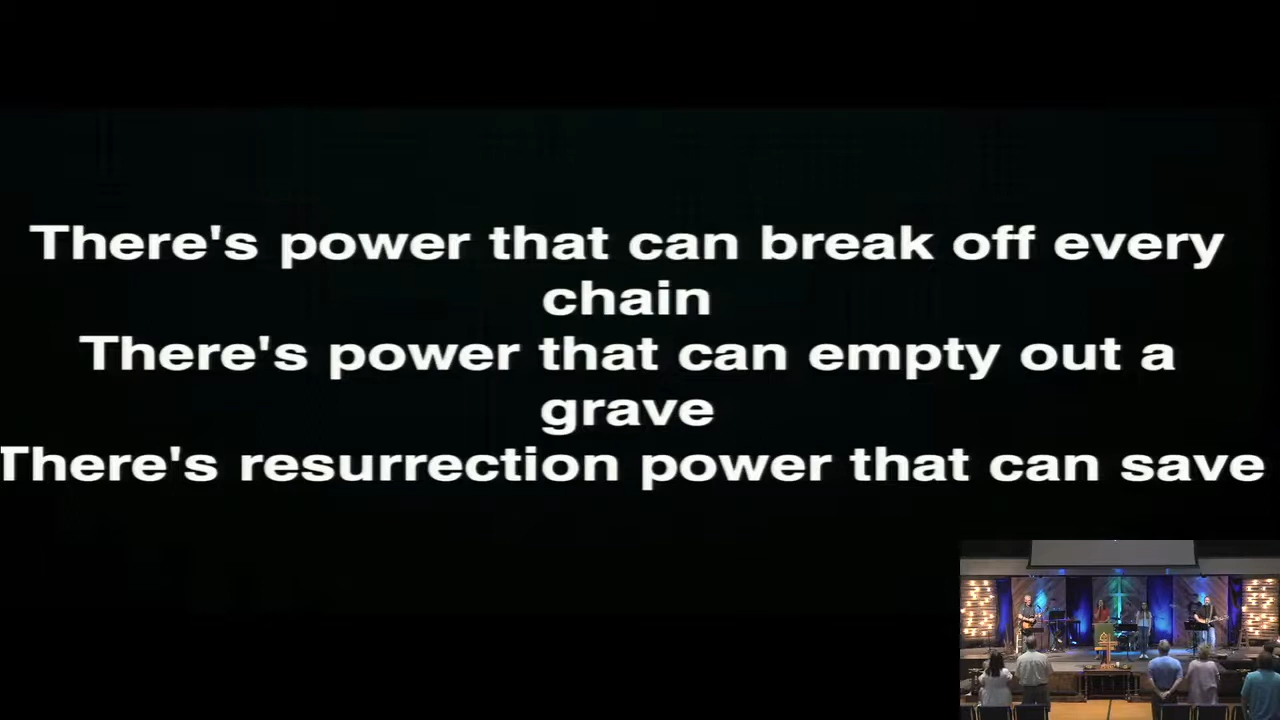 There's power that can break off every
chain
There's power that can empty out a
grave
There's resurrection power that can save